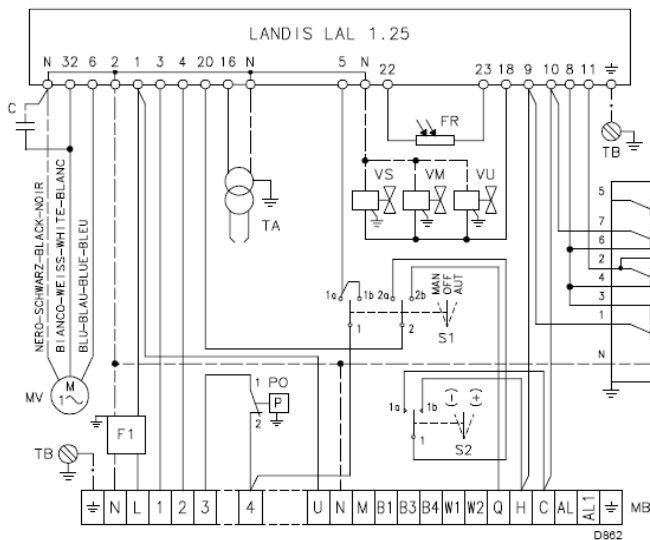 LANDIS LAL 1.25
N 32 6 2 1 3 4 20 16 N 5 N 22 23 18 9 10 8 11
C
FR
TB
NERO-SCHWARZ-BLACK-NOIR
BIANCO-WEISS-WHITE-BLANC
BLU-BLAU-BLUE-BLEU
TA
VS VM VU
5
7
6
2
4
3
1
N
1a 1b 2a 2b
MAN
OFF
AUT
1 2
S1
MV
M
1~
F1
1 PO
P
2
1a 1b (-) (+)
1
S2
TB
N L 1 2 3 4 U N M B1 B3 B4 W1 W2 Q H C AL AL1 MB
D862